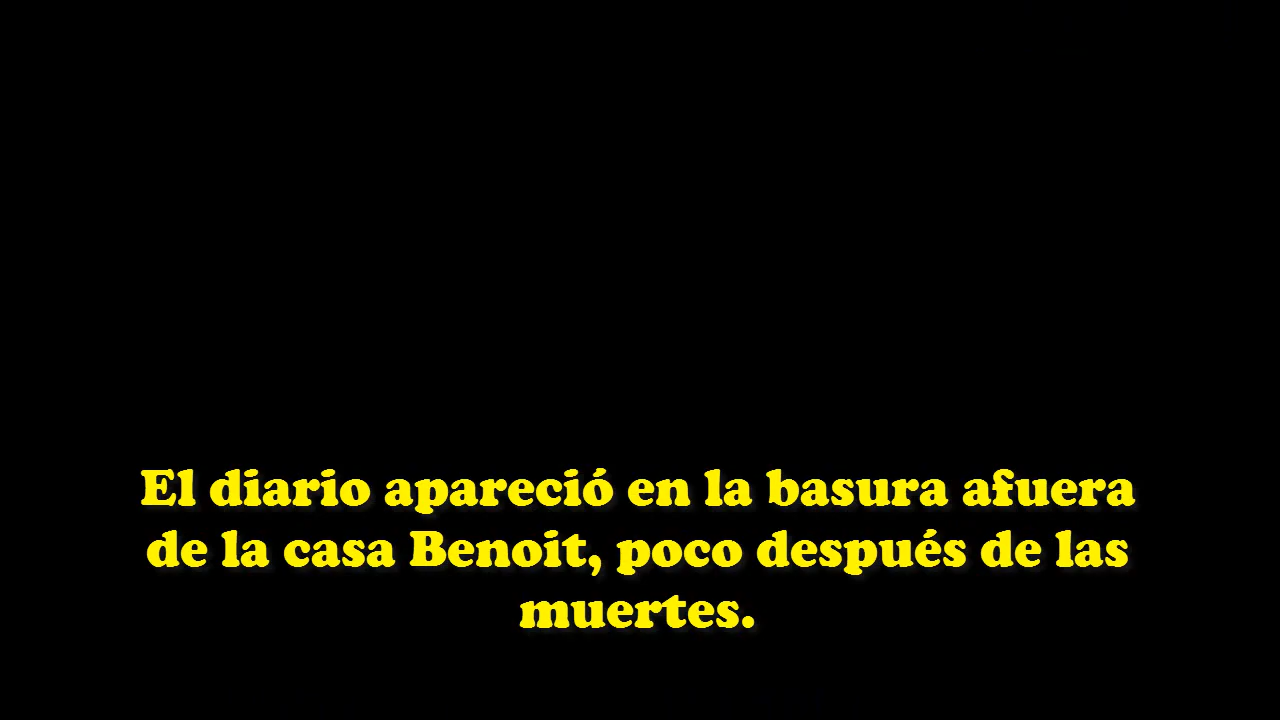 El diario apareció en la basura afuera
de la casa Benoit, poco después de las
muertes.